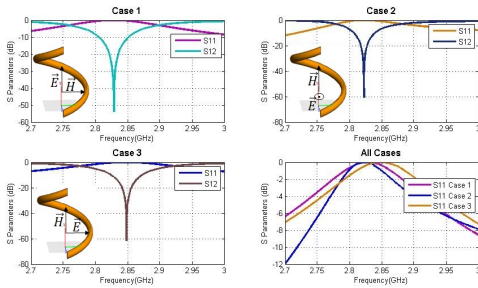 Case 1
S Parameters (dB)
0
-10
-20
-30
-40
-50
-60
S11
S12
E
H
2.7
2.75
2.8
2.85
2.9
2.95
3
Frequency(GHz)
Case 2
S Parameters (dB)
0
-20
-40
-60
-80
S11
S12
H
E
2.7
2.75
2.8
2.85
2.9
2.95
3
Frequency(GHz)
Case 3
S Parameters (dB)
0
-20
-40
-60
-80
S11
S12
H
E
2.7
2.75
2.8
2.85
2.9
2.95
3
Frequency(GHz)
All Cases
S Parameters (dB)
0
-2
-4
-6
-8
-10
-12
S11 Case 1
S11 Case 2
S11 Case 3
2.7
2.75
2.8
2.85
2.9
2.95
3
Frequency(GHz)